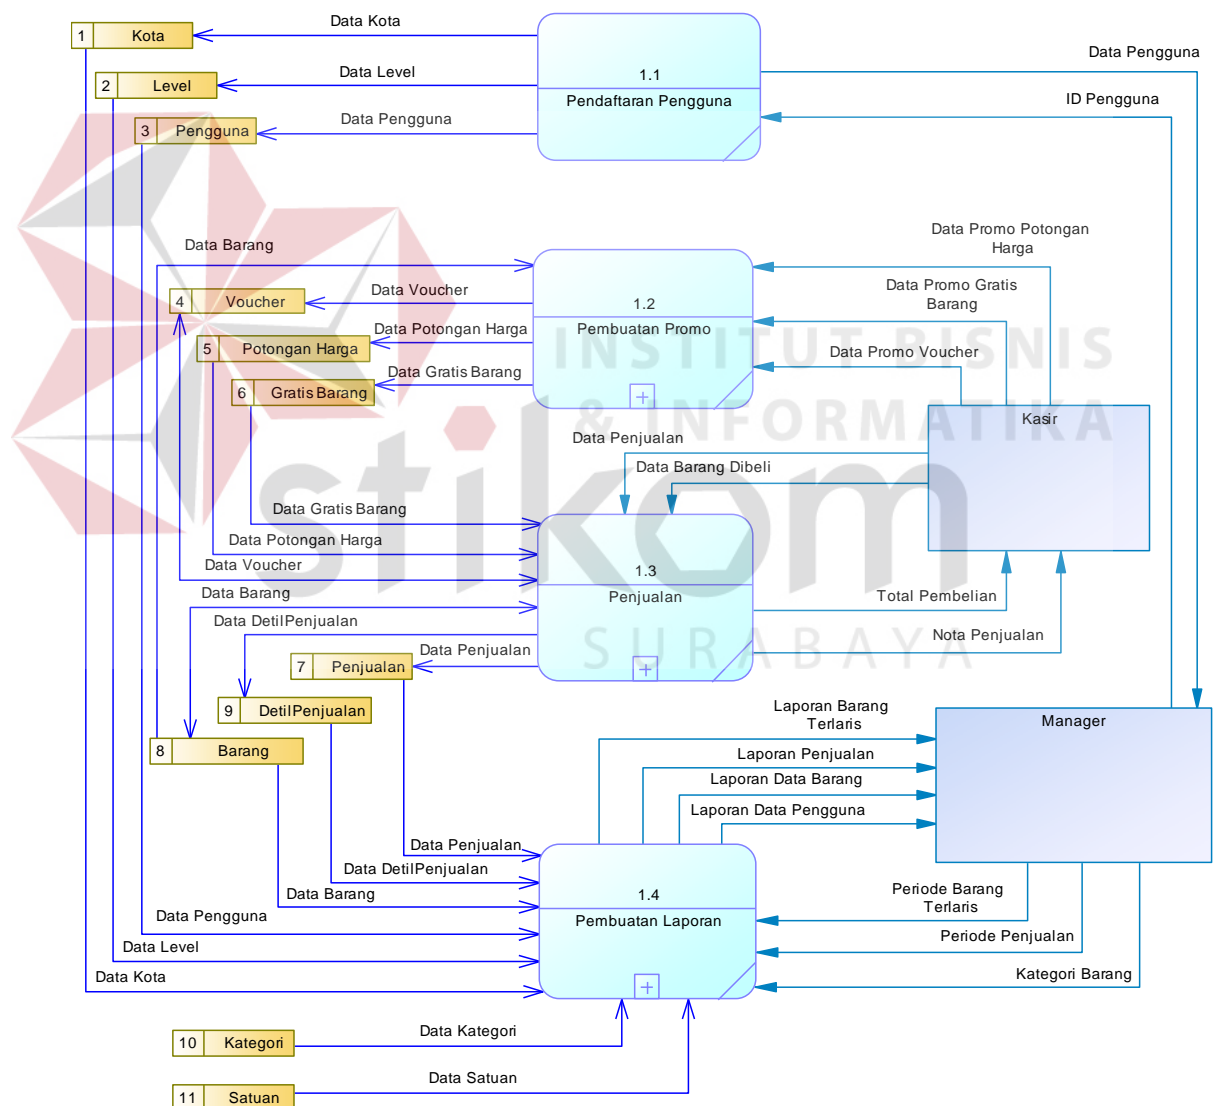 Data Kota
1 Kota
Data Pengguna
Data Level
1.1
2 Level
Pendaftaran Pengguna
ID Pengguna
Data Pengguna
3 Pengguna
Data Promo Potongan
Harga
Data Barang
Data Promo Gratis
Barang
Data Voucher
4 Voucher
1.2
Pembuatan Promo
Data Potongan Harga
5 Potongan Harga
INSTITUT BISNIS
Data Promo Voucher
Data Gratis Barang
6 Gratis Barang
+
Kasir
& INFORMATIKA
Data Penjualan
Data Barang Dibeli
stikom
Data Gratis Barang
Data Potongan Harga
Data Voucher
1.3
Penjualan
Data Barang
Total Pembelian
Data DetilPenjualan
Nota Penjualan
SURABAYA
Data Penjualan
7 Penjualan
+
9 DetilPenjualan
Laporan Barang
Terlaris
Manager
8 Barang
Laporan Penjualan
Laporan Data Barang
Laporan Data Pengguna
Data Penjualan
Data DetilPenjualan
Data Barang
1.4
Pembuatan Laporan
Periode Barang
Terlaris
Data Pengguna
Periode Penjualan
Data Level
Data Kota
Kategori Barang
+
Data Kategori
10 Kategori
Data Satuan
11 Satuan